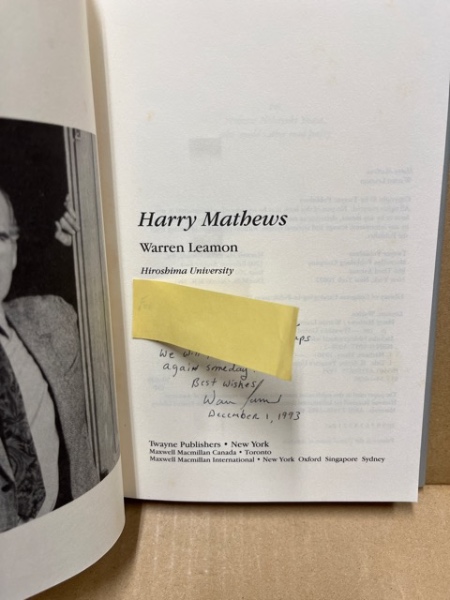 Harry Mathews
Warren Leamon
Hiroshima University
We will
again someday
Best wishes/
December 1, 1993
Twayne Publishers • New York
Maxwell Macmillan Canada • Toronto
Maxwell Macmillan International • New York Oxford Singapore Sydney